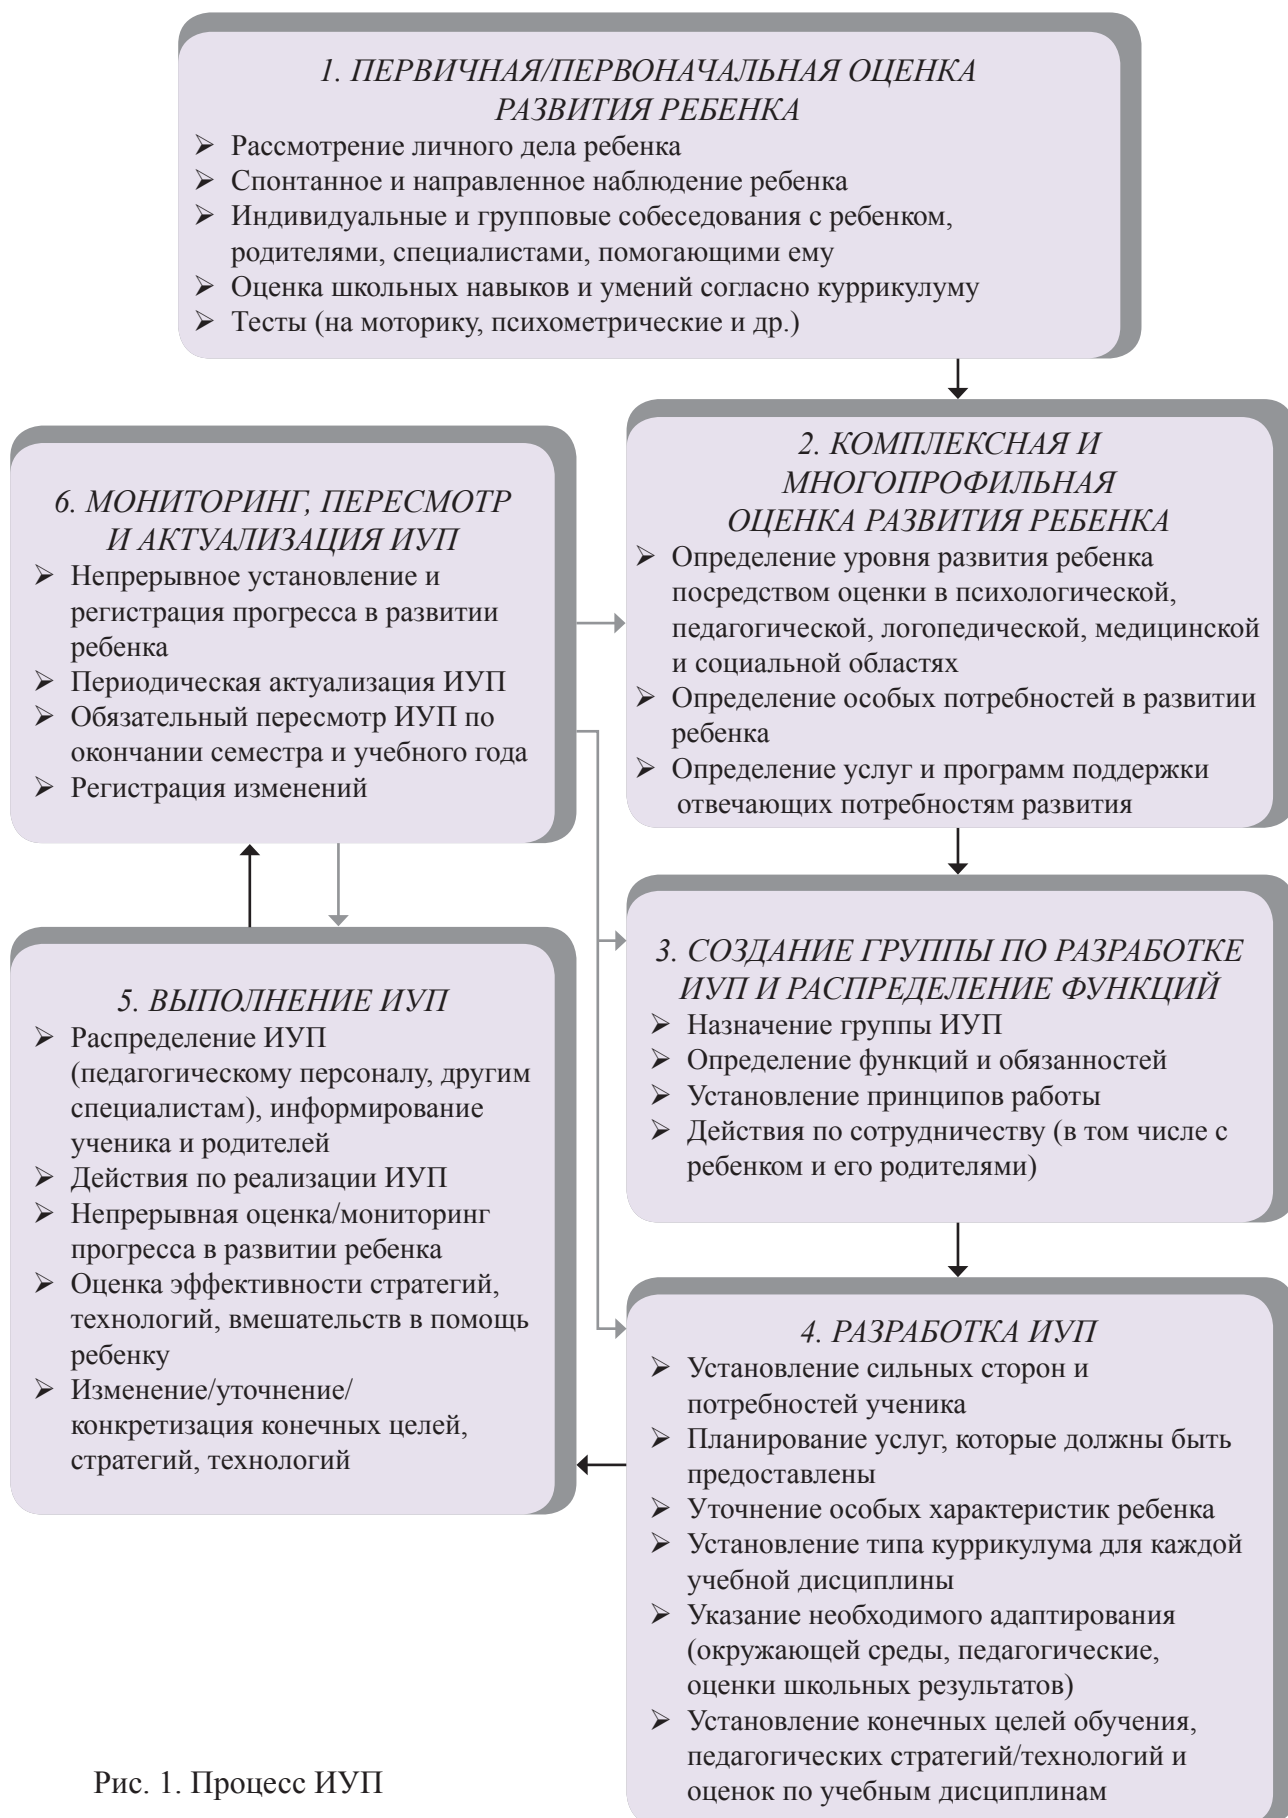 1. ПЕРВИЧНАЯ/ПЕРВОНАЧАЛЬНАЯ ОЦЕНКА
РАЗВИТИЯ РЕБЕНКА
➢ Рассмотрение личного дела ребенка
➢ Спонтанное и направленное наблюдение ребенка
➢ Индивидуальные и групповые собеседования с ребенком,
родителями, специалистами, помогающими ему
➢ Оценка школьных навыков и умений согласно куррикулуму
➢ Тесты (на моторику, психометрические и др.)
2. КОМПЛЕКСНАЯ И
МНОГОПРОФИЛЬНАЯ
ОЦЕНКА РАЗВИТИЯ РЕБЕНКА
➢ Определение уровня развития ребенка
посредством оценки в психологической,
педагогической, логопедической, медицинской
и социальной областях
➢ Определение особых потребностей в развитии
ребенка
➢ Определение услуг и программ поддержки
отвечающих потребностям развития
3. СОЗДАНИЕ ГРУППЫ ПО РАЗРАБОТКЕ
ИУП И РАСПРЕДЕЛЕНИЕ ФУНКЦИЙ
➢ Назначение группы ИУП
➢ Определение функций и обязанностей
➢ Установление принципов работы
➢ Действия по сотрудничеству (в том числе с
ребенком и его родителями)
4. РАЗРАБОТКА ИУП
➢ Установление сильных сторон и
потребностей ученика
➢ Планирование услуг, которые должны быть
предоставлены
➢ Уточнение особых характеристик ребенка
➢ Установление типа куррикулума для каждой
учебной дисциплины
➢ Указание необходимого адаптирования
(окружающей среды, педагогические,
оценки школьных результатов)
➢ Установление конечных целей обучения,
педагогических стратегий/технологий и
оценок по учебным дисциплинам
5. ВЫПОЛНЕНИЕ ИУП
➢ Распределение ИУП
(педагогическому персоналу, другим
специалистам), информирование
ученика и родителей
➢ Действия по реализации ИУП
➢ Непрерывная оценка/мониторинг
прогресса в развитии ребенка
➢ Оценка эффективности стратегий,
технологий, вмешательств в помощь
ребенку
➢ Изменение/уточнение/
конкретизация конечных целей,
стратегий, технологий
6. МОНИТОРИНГ, ПЕРЕСМОТР
И АКТУАЛИЗАЦИЯ ИУП
➢ Непрерывное установление и
регистрация прогресса в развитии
ребенка
➢ Периодическая актуализация ИУП
➢ Обязательный пересмотр ИУП по
окончании семестра и учебного года
➢ Регистрация изменений
Рис. 1. Процесс ИУП